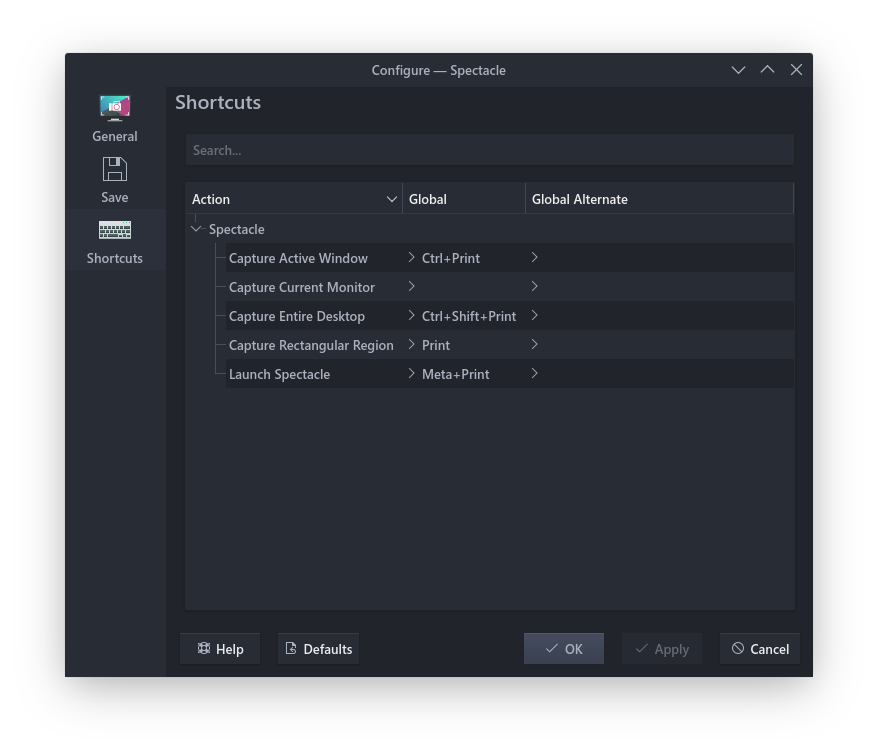 Configure — Spectacle
General
Save
Shortcuts
Shortcuts
Search...
Action Global Global Alternate
Spectacle
Capture Active Window Ctrl+Print
Capture Current Monitor
Capture Entire Desktop Ctrl+Shift+Print
Capture Rectangular Region Print
Launch Spectacle Meta+Print
Help Defaults OK Apply Cancel